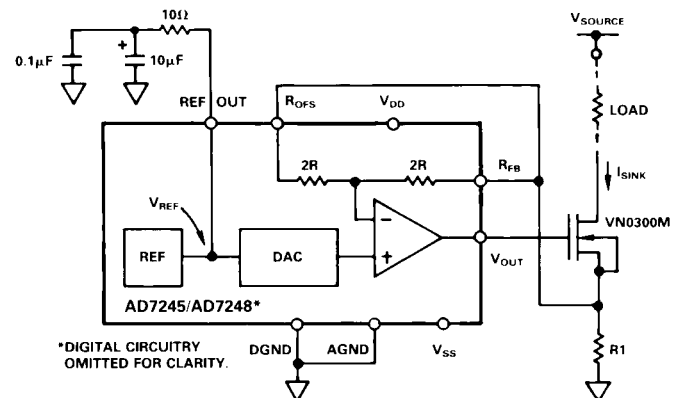 10Ω
V_SOURCE
0.1μF
+
10μF
REF OUT
R_OFS
V_DD
LOAD
2R
2R
R_FB
I_SINK
V_REF
VN0300M
−
REF
DAC
+
V_OUT
AD7245/AD7248*
*DIGITAL CIRCUITRY
OMITTED FOR CLARITY.
DGND
AGND
V_SS
R1